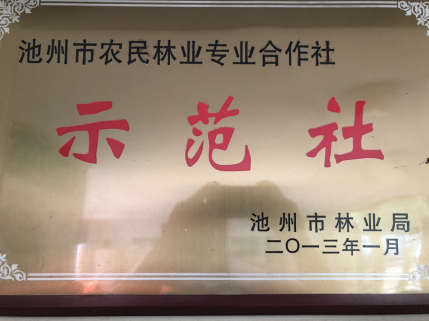 池州市农民林业专业合作社
示范社
池州市林业局
二〇一三年一月